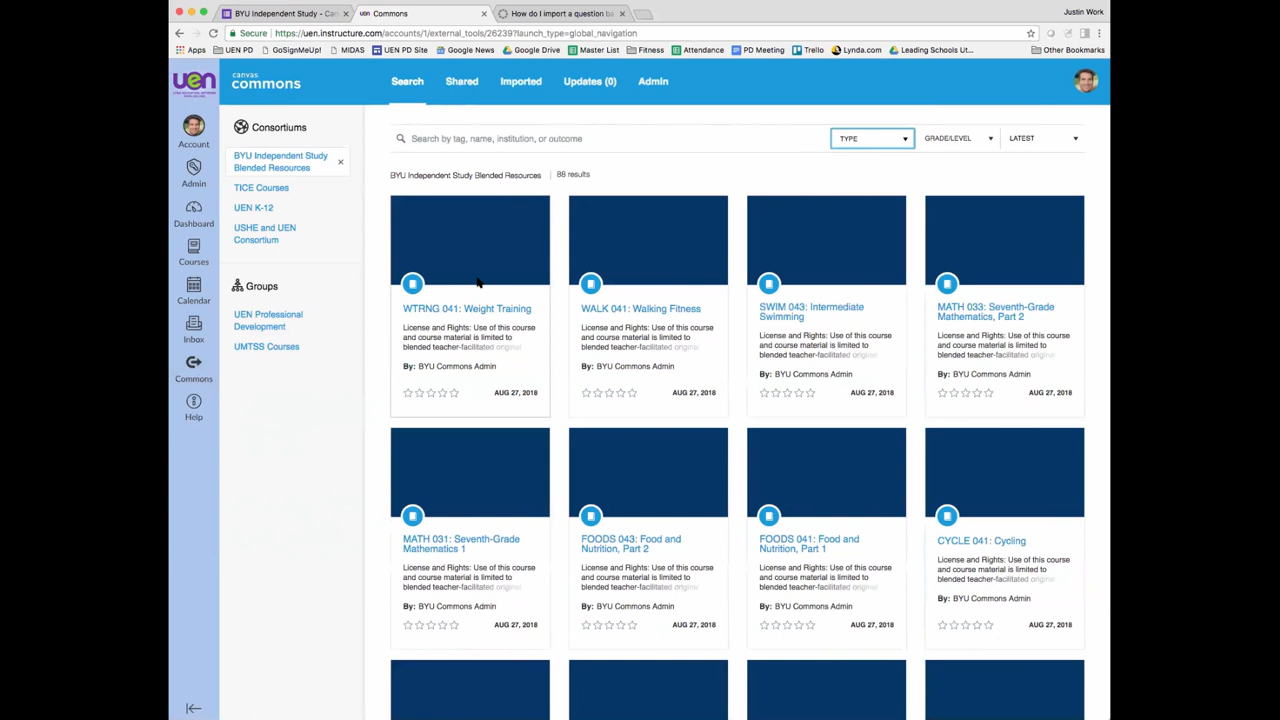 BYU Independent Study - Can
Commons
How do I import a question ba
Justin Work
Secure
https://uen.instructure.com/accounts/1/external_tools/26239?launch_type=global_navigation
Apps
UEN PD
GoSignMeUp!
MIDAS
UEN PD Site
Google News
Google Drive
Master List
Fitness
Attendance
PD Meeting
Trello
Lynda.com
Leading Schools Ut...
Other Bookmarks
uen
canvas
commons
Search
Shared
Imported
Updates (0)
Admin
Account
Admin
Dashboard
Courses
Calendar
Inbox
Commons
Help
Consortiums
BYU Independent Study
Blended Resources
TICE Courses
UEN K-12
USHE and UEN
Consortium
Groups
UEN Professional
Development
UMTSS Courses
Search by tag, name, institution, or outcome
TYPE
GRADE/LEVEL
LATEST
BYU Independent Study Blended Resources
88 results
WTRNG 041: Weight Training
License and Rights: Use of this course
and course material is limited to
blended teacher-facilitated original
By: BYU Commons Admin
AUG 27, 2018
WALK 041: Walking Fitness
License and Rights: Use of this course
and course material is limited to
blended teacher-facilitated original
By: BYU Commons Admin
AUG 27, 2018
SWIM 043: Intermediate
Swimming
License and Rights: Use of this course
and course material is limited to
blended teacher-facilitated original
By: BYU Commons Admin
AUG 27, 2018
MATH 033: Seventh-Grade
Mathematics, Part 2
License and Rights: Use of this course
and course material is limited to
blended teacher-facilitated original
By: BYU Commons Admin
AUG 27, 2018
MATH 031: Seventh-Grade
Mathematics 1
License and Rights: Use of this course
and course material is limited to
blended teacher-facilitated original
By: BYU Commons Admin
AUG 27, 2018
FOODS 043: Food and
Nutrition, Part 2
License and Rights: Use of this course
and course material is limited to
blended teacher-facilitated original
By: BYU Commons Admin
AUG 27, 2018
FOODS 041: Food and
Nutrition, Part 1
License and Rights: Use of this course
and course material is limited to
blended teacher-facilitated original
By: BYU Commons Admin
AUG 27, 2018
CYCLE 041: Cycling
License and Rights: Use of this course
and course material is limited to
blended teacher-facilitated original
By: BYU Commons Admin
AUG 27, 2018